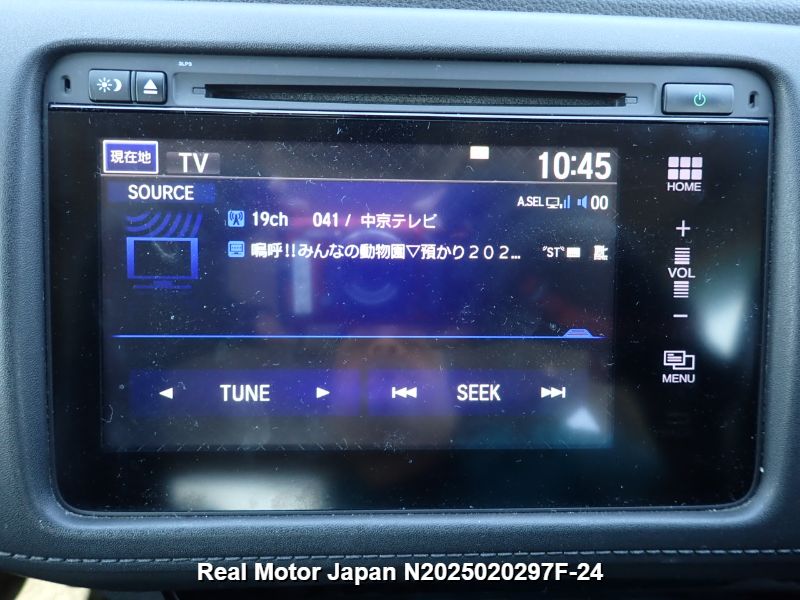 現在地 TV 10:45
SOURCE
A.SEL 00
19ch 041 / 中京テレビ
嗚呼!!みんなの動物園▽預かり202... "ST"
TUNE SEEK
HOME
+
VOL
−
MENU
Real Motor Japan N2025020297F-24